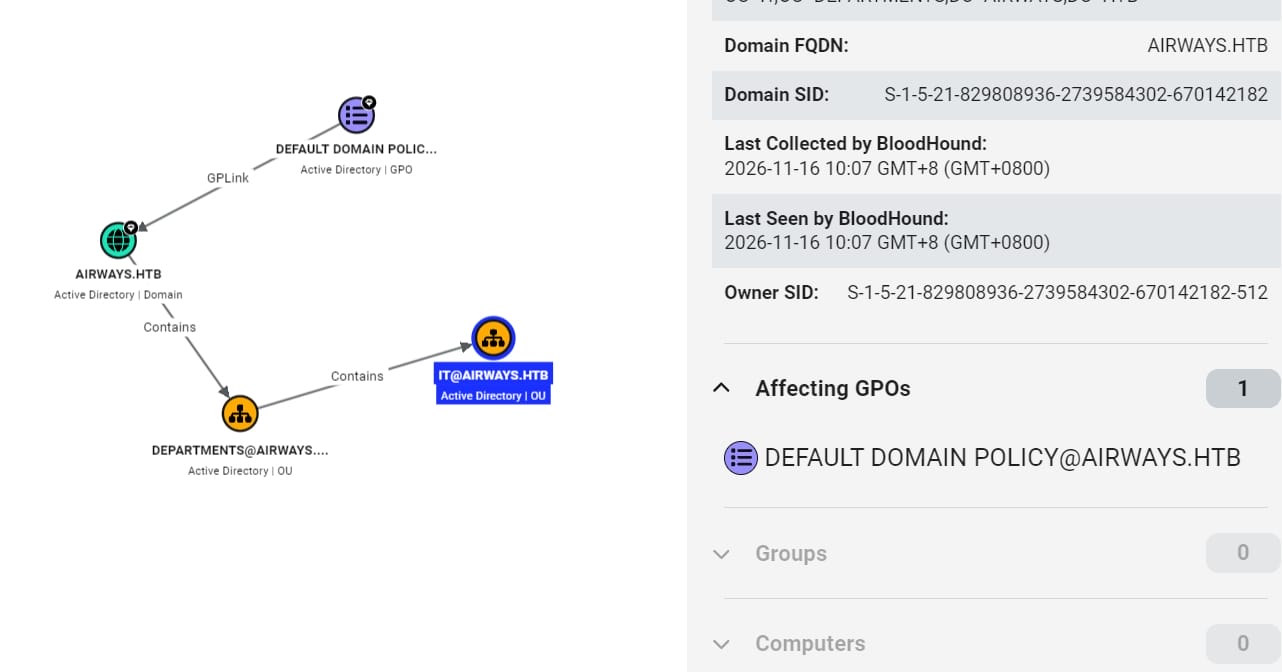 DEFAULT DOMAIN POLIC...
Active Directory | GPO
GPLink
AIRWAYS.HTB
Active Directory | Domain
Contains
Contains
IT@AIRWAYS.HTB
Active Directory | OU
DEPARTMENTS@AIRWAYS....
Active Directory | OU
Domain FQDN: AIRWAYS.HTB
Domain SID: S-1-5-21-829808936-2739584302-670142182
Last Collected by BloodHound:
2026-11-16 10:07 GMT+8 (GMT+0800)
Last Seen by BloodHound:
2026-11-16 10:07 GMT+8 (GMT+0800)
Owner SID: S-1-5-21-829808936-2739584302-670142182-512
Affecting GPOs 1
DEFAULT DOMAIN POLICY@AIRWAYS.HTB
Groups 0
Computers 0